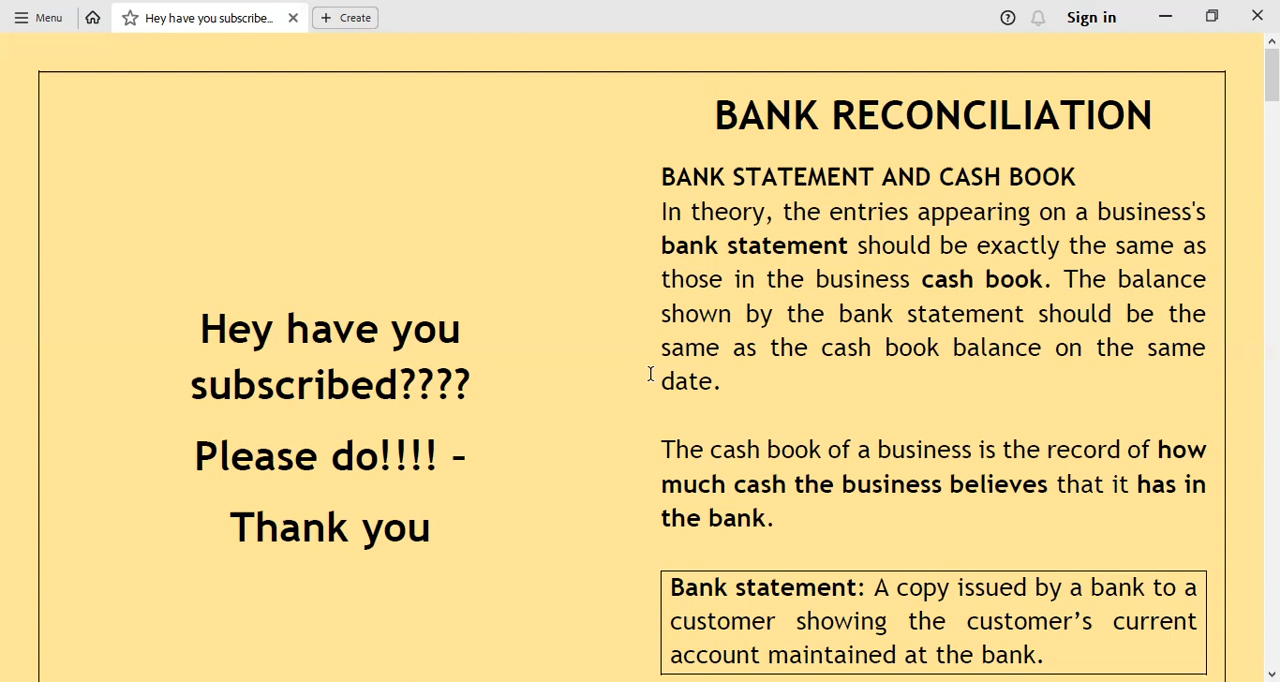 Menu
Hey have you subscribe...
Create
Sign in
Hey have you
subscribed????
Please do!!!! –
Thank you
BANK RECONCILIATION
BANK STATEMENT AND CASH BOOK
In theory, the entries appearing on a business's
bank statement should be exactly the same as
those in the business cash book. The balance
shown by the bank statement should be the
same as the cash book balance on the same
date.
The cash book of a business is the record of how
much cash the business believes that it has in
the bank.
Bank statement: A copy issued by a bank to a
customer showing the customer’s current
account maintained at the bank.